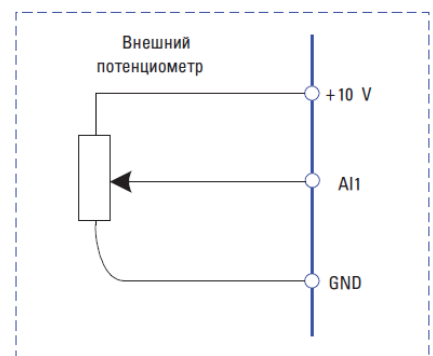 Внешний
потенциометр
+10 V
AI1
GND